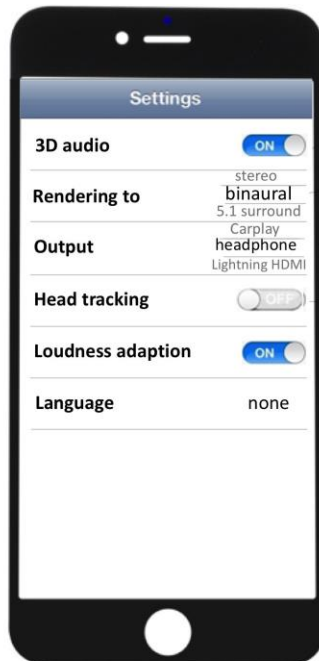 Settings
3D audio
ON
stereo
Rendering to
binaural
5.1 surround
Carplay
Output
headphone
Lightning HDMI
Head tracking
OFF
Loudness adaption
ON
Language
none